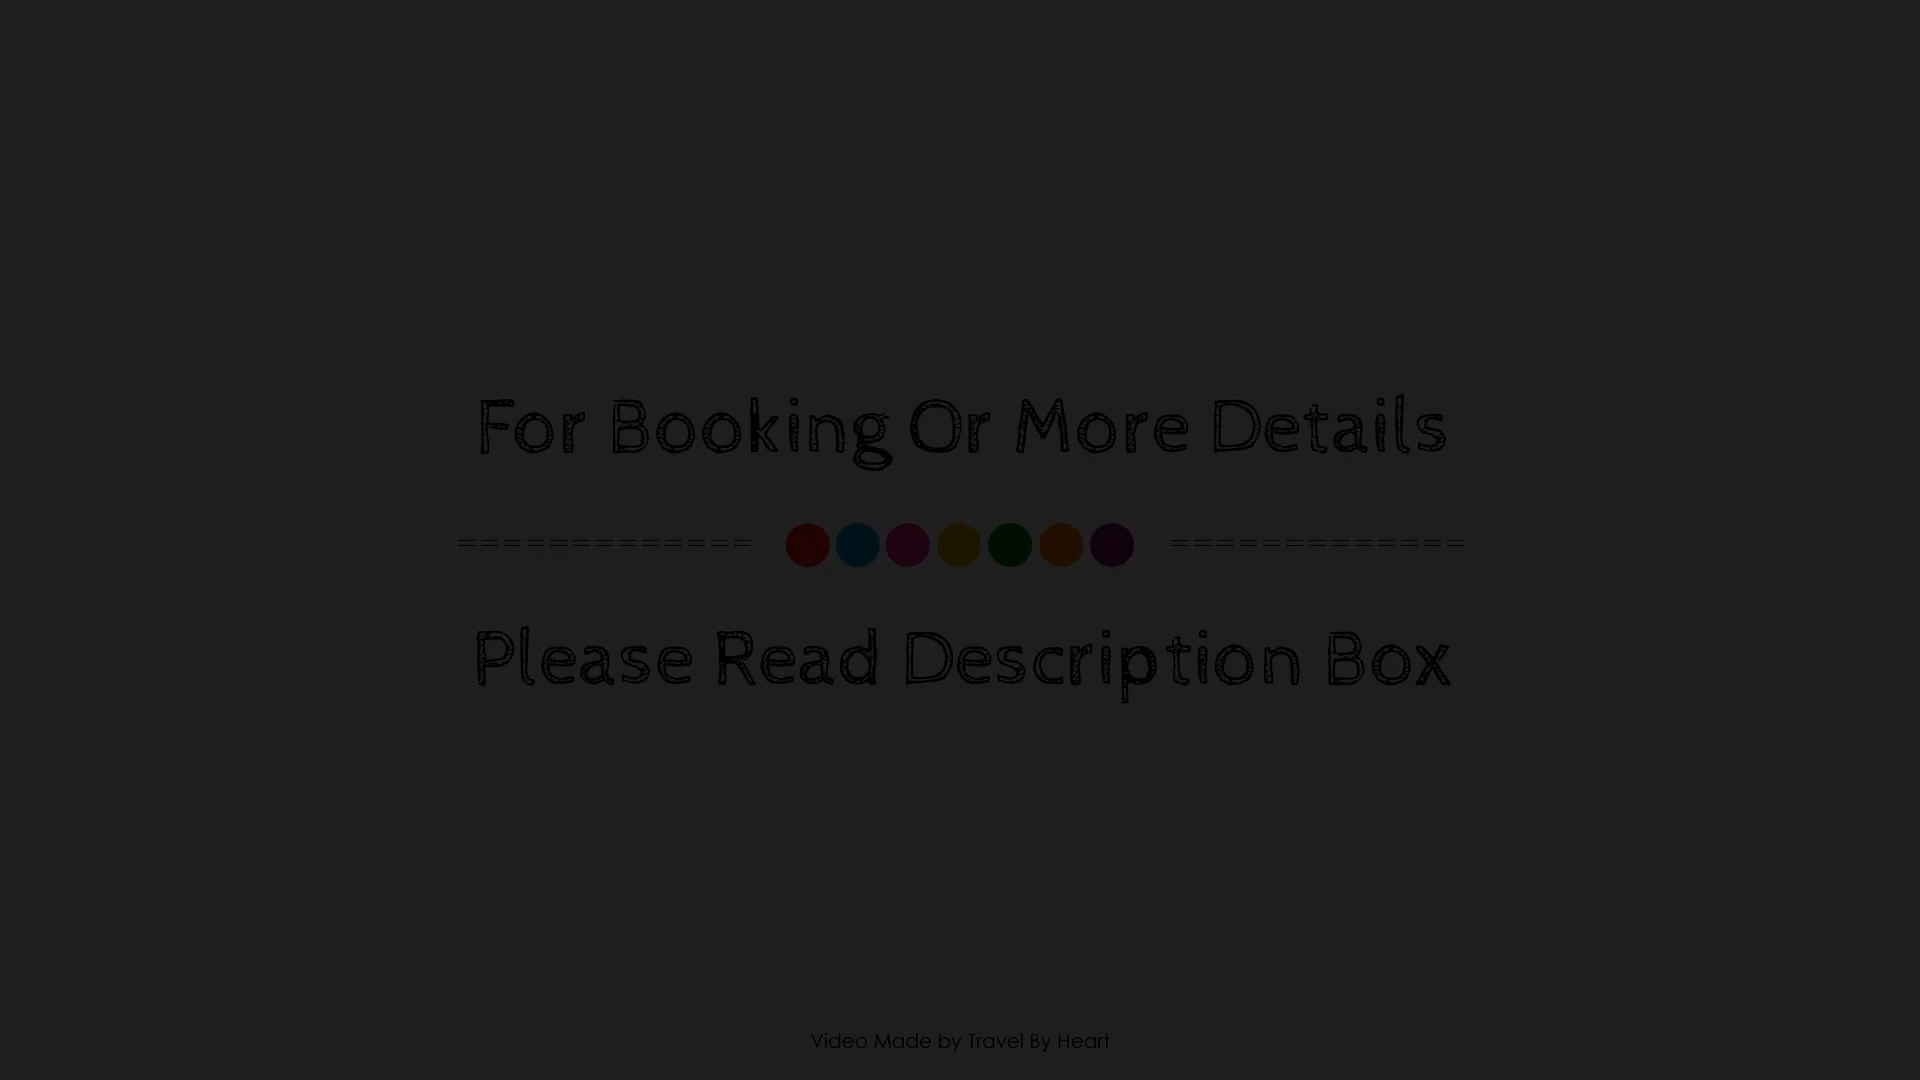 For Booking Or More Details
============= =============
Please Read Description Box
Video Made by Travel By Heart